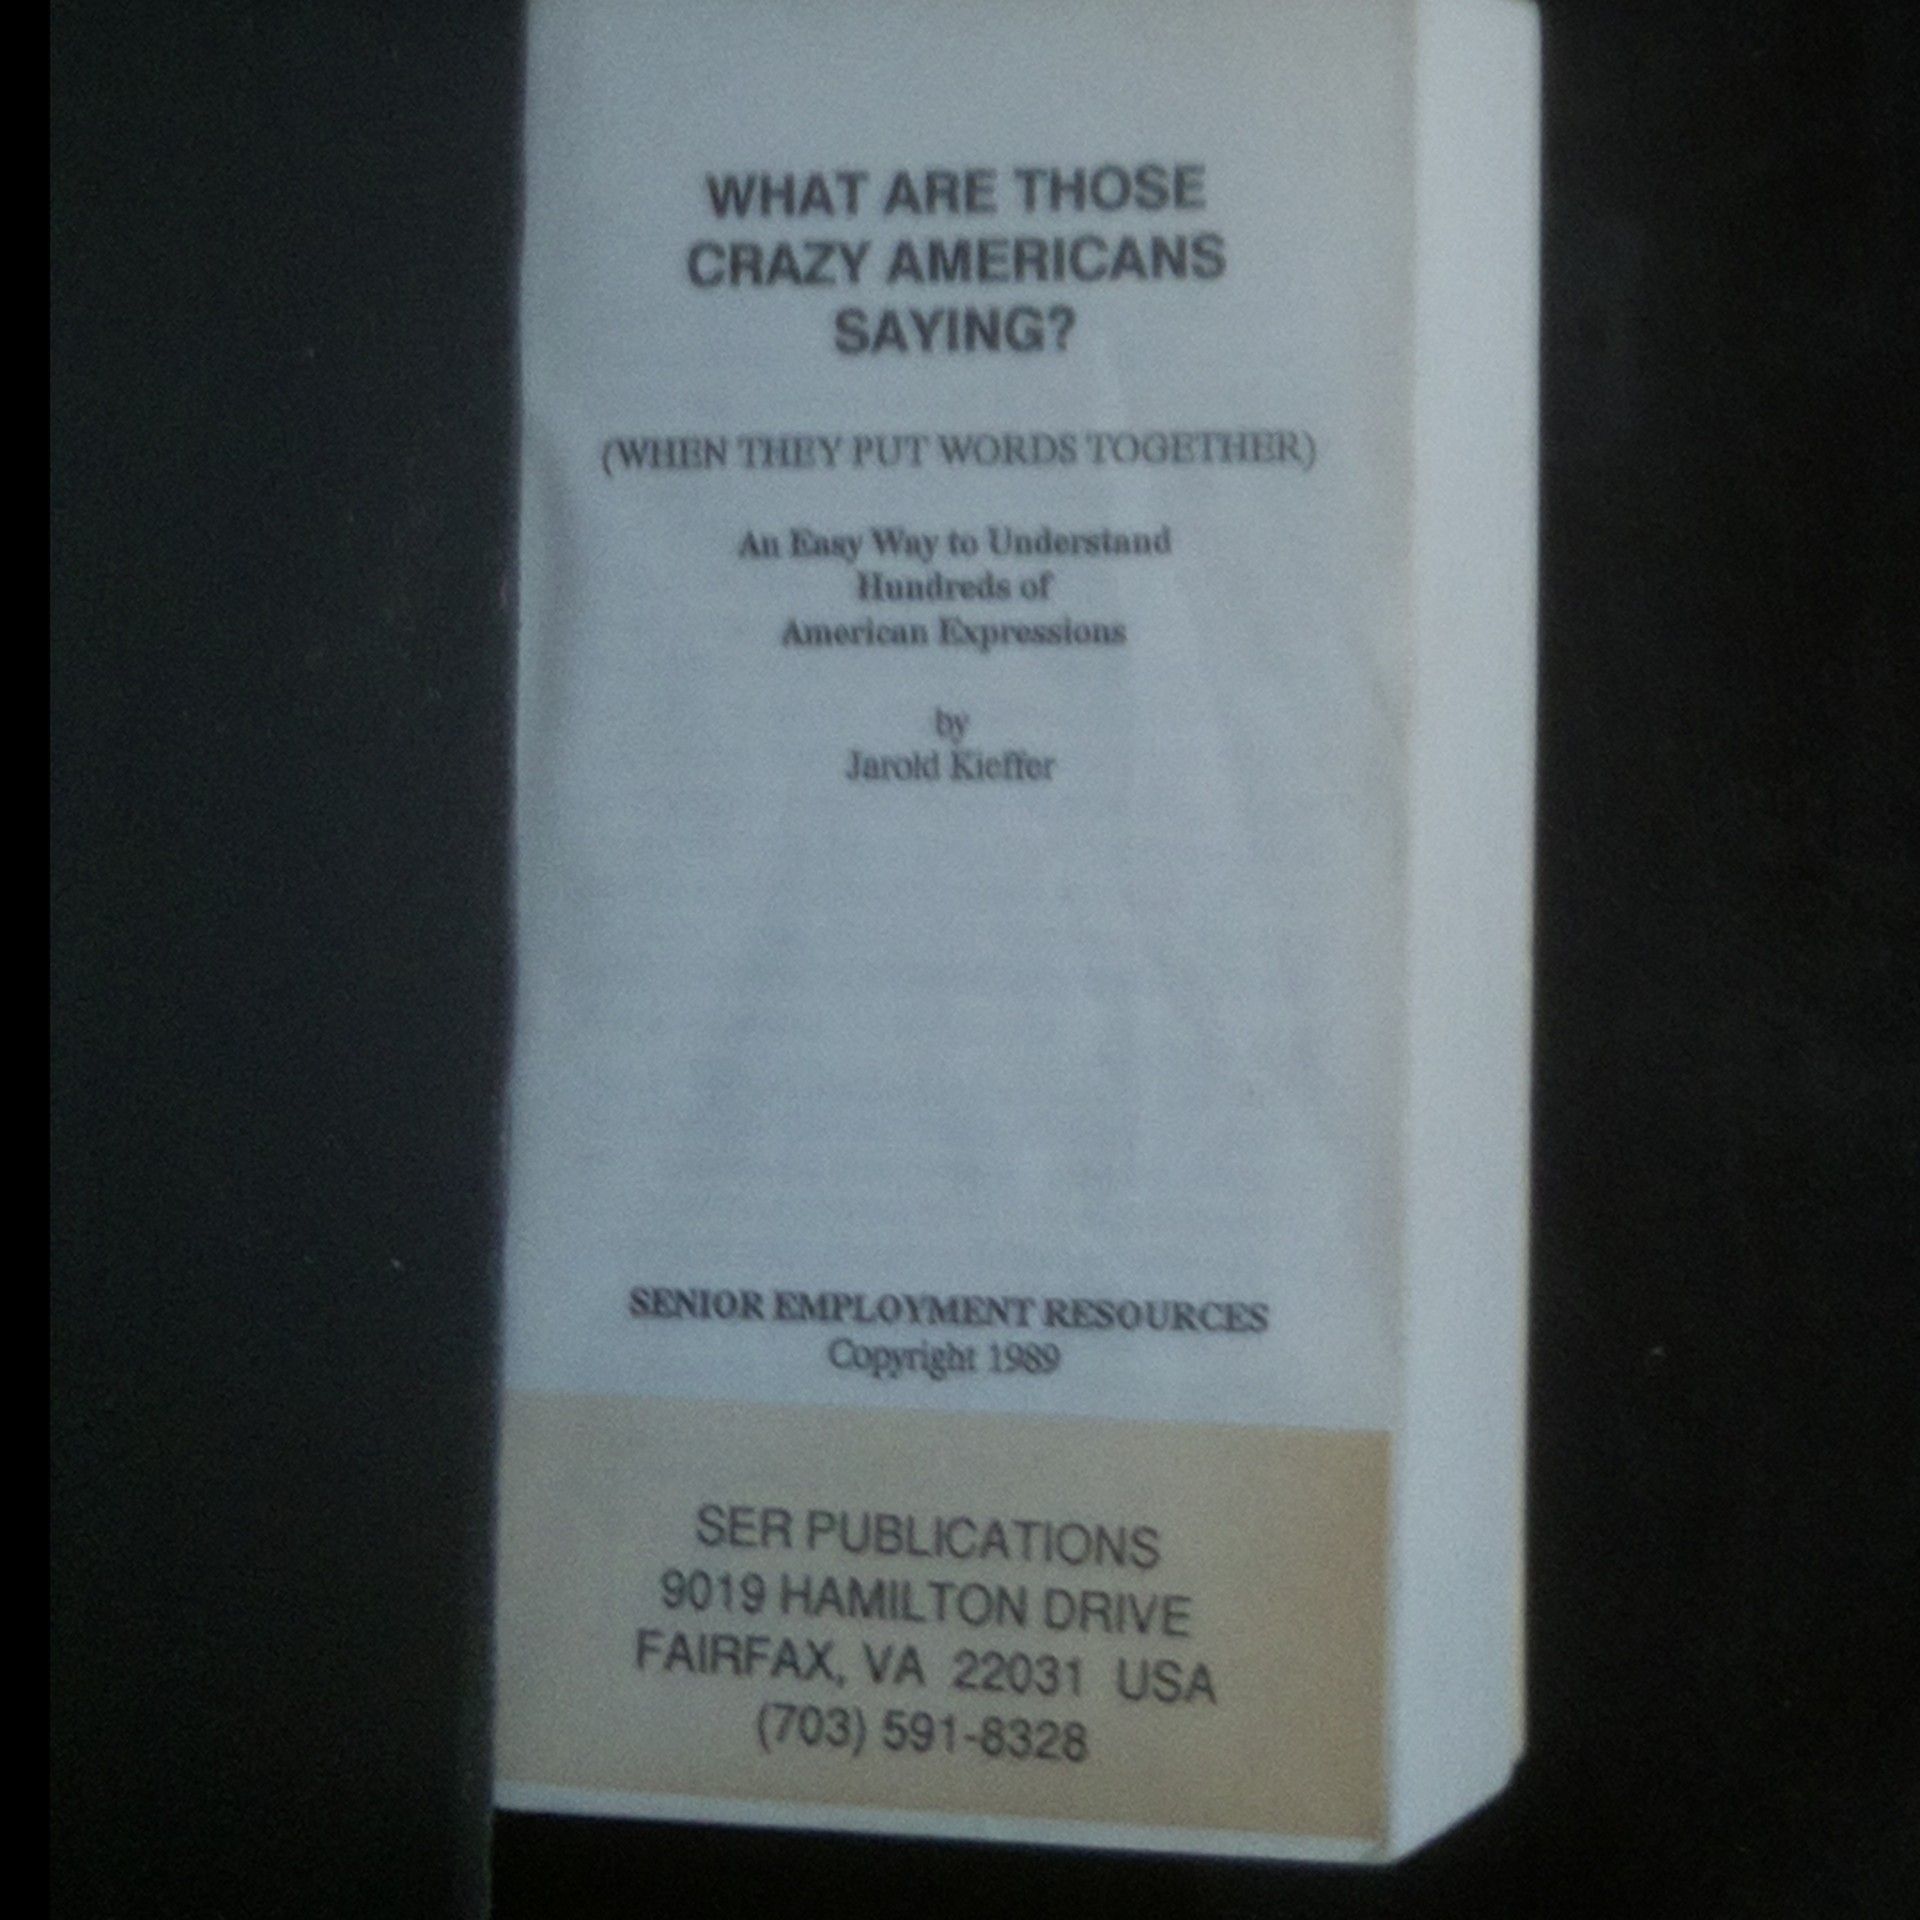 WHAT ARE THOSE
CRAZY AMERICANS
SAYING?
(WHEN THEY PUT WORDS TOGETHER)
An Easy Way to Understand
Hundreds of
American Expressions
by
Jarold Kieffer
SENIOR EMPLOYMENT RESOURCES
Copyright 1989
SER PUBLICATIONS
9019 HAMILTON DRIVE
FAIRFAX, VA 22031 USA
(703) 591-8328